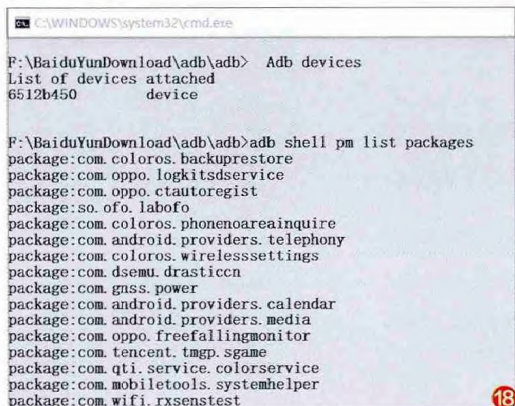 C:\WINDOWS\system32\cmd.exe
F:\BaiduYunDownload\adb\adb>  Adb devices
List of devices attached
6512b450        device
F:\BaiduYunDownload\adb\adb>adb shell pm list packages
package:com.coloros.backuprestore
package:com.oppo.logkitsdservice
package:com.oppo.ctautoregist
package:so.ofo.labofo
package:com.coloros.phonenoareainquire
package:com.android.providers.telephony
package:com.coloros.wirelesssettings
package:com.dsemu.drasticcn
package:com.gnss.power
package:com.android.providers.calendar
package:com.android.providers.media
package:com.oppo.freefallingmonitor
package:com.tencent.tmgp.sgame
package:com.qti.service.colorservice
package:com.mobiletools.systemhelper
package:com.wifi.rxsenstest
18